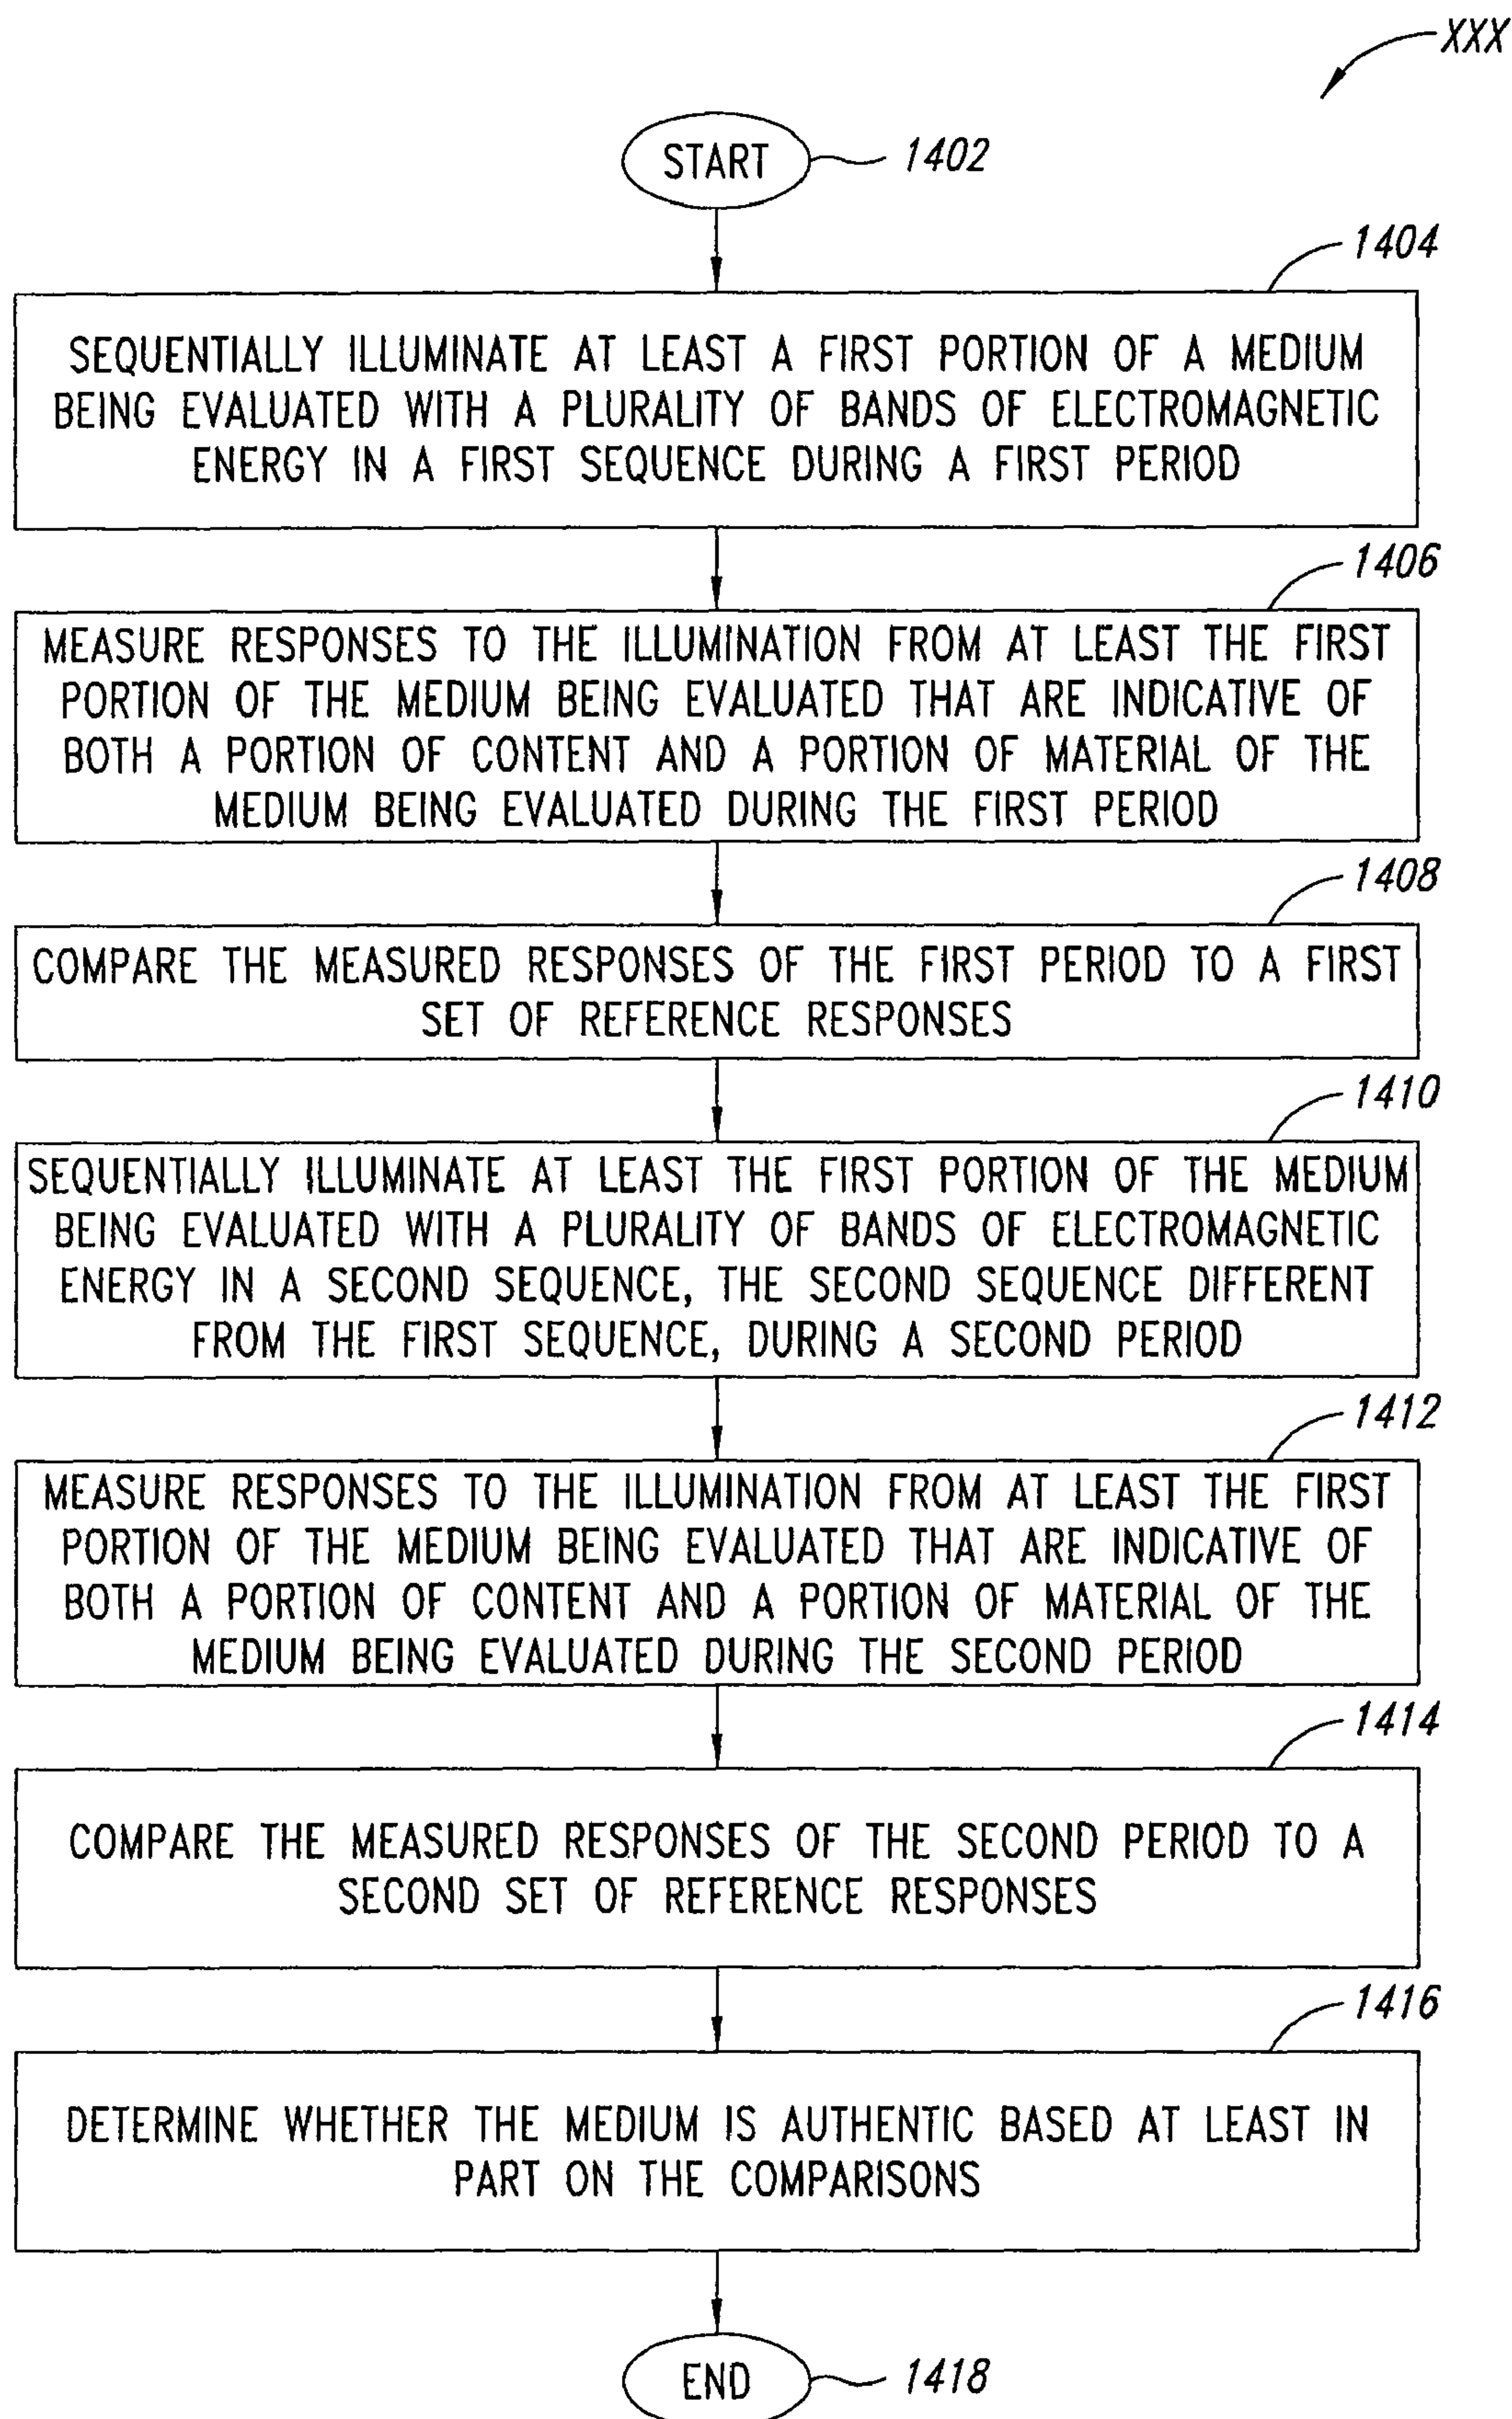 XXX
START
1402
1404
SEQUENTIALLY ILLUMINATE AT LEAST A FIRST PORTION OF A MEDIUM
BEING EVALUATED WITH A PLURALITY OF BANDS OF ELECTROMAGNETIC
ENERGY IN A FIRST SEQUENCE DURING A FIRST PERIOD
1406
MEASURE RESPONSES TO THE ILLUMINATION FROM AT LEAST THE FIRST
PORTION OF THE MEDIUM BEING EVALUATED THAT ARE INDICATIVE OF
BOTH A PORTION OF CONTENT AND A PORTION OF MATERIAL OF THE
MEDIUM BEING EVALUATED DURING THE FIRST PERIOD
1408
COMPARE THE MEASURED RESPONSES OF THE FIRST PERIOD TO A FIRST
SET OF REFERENCE RESPONSES
1410
SEQUENTIALLY ILLUMINATE AT LEAST THE FIRST PORTION OF THE MEDIUM
BEING EVALUATED WITH A PLURALITY OF BANDS OF ELECTROMAGNETIC
ENERGY IN A SECOND SEQUENCE, THE SECOND SEQUENCE DIFFERENT
FROM THE FIRST SEQUENCE, DURING A SECOND PERIOD
1412
MEASURE RESPONSES TO THE ILLUMINATION FROM AT LEAST THE FIRST
PORTION OF THE MEDIUM BEING EVALUATED THAT ARE INDICATIVE OF
BOTH A PORTION OF CONTENT AND A PORTION OF MATERIAL OF THE
MEDIUM BEING EVALUATED DURING THE SECOND PERIOD
1414
COMPARE THE MEASURED RESPONSES OF THE SECOND PERIOD TO A
SECOND SET OF REFERENCE RESPONSES
1416
DETERMINE WHETHER THE MEDIUM IS AUTHENTIC BASED AT LEAST IN
PART ON THE COMPARISONS
END
1418